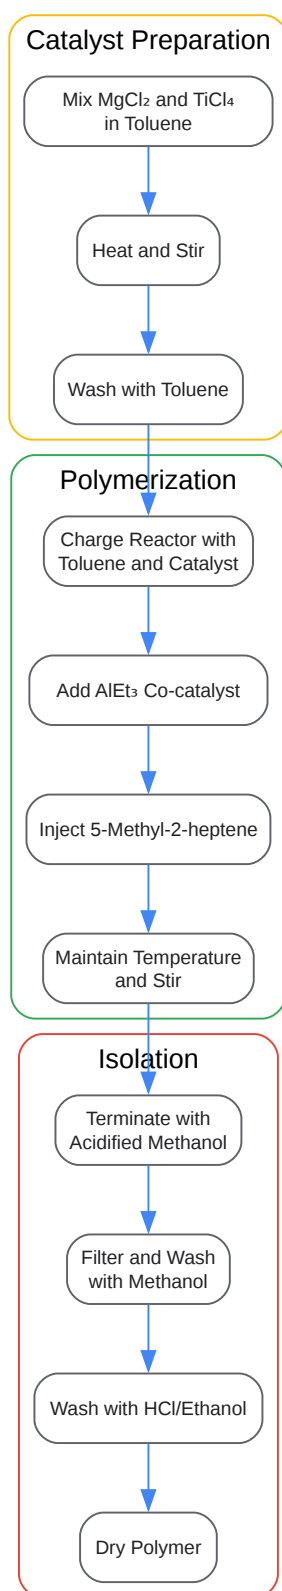 Catalyst Preparation
Mix MgCl₂ and TiCl₄
in Toluene
Heat and Stir
Wash with Toluene
Polymerization
Charge Reactor with
Toluene and Catalyst
Add AlEt₃ Co-catalyst
Inject 5-Methyl-2-heptene
Maintain Temperature
and Stir
Isolation
Terminate with
Acidified Methanol
Filter and Wash
with Methanol
Wash with HCl/Ethanol
Dry Polymer